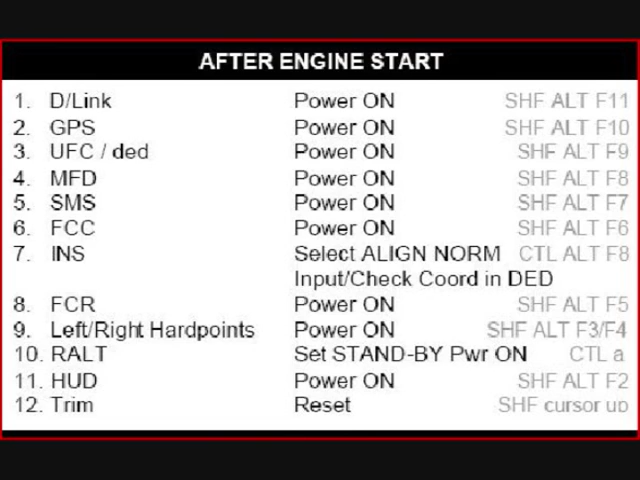 AFTER ENGINE START
1. D/Link Power ON SHF ALT F11
2. GPS Power ON SHF ALT F10
3. UFC / ded Power ON SHF ALT F9
4. MFD Power ON SHF ALT F8
5. SMS Power ON SHF ALT F7
6. FCC Power ON SHF ALT F6
7. INS Select ALIGN NORM CTL ALT F8
Input/Check Coord in DED
8. FCR Power ON SHF ALT F5
9. Left/Right Hardpoints Power ON SHF ALT F3/F4
10. RALT Set STAND-BY Pwr ON CTL a
11. HUD Power ON SHF ALT F2
12. Trim Reset SHF cursor up